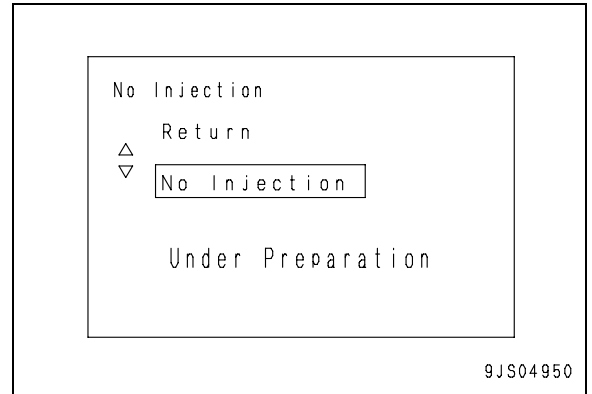 No Injection
Return
△
▽
No Injection
Under Preparation
9JS04950